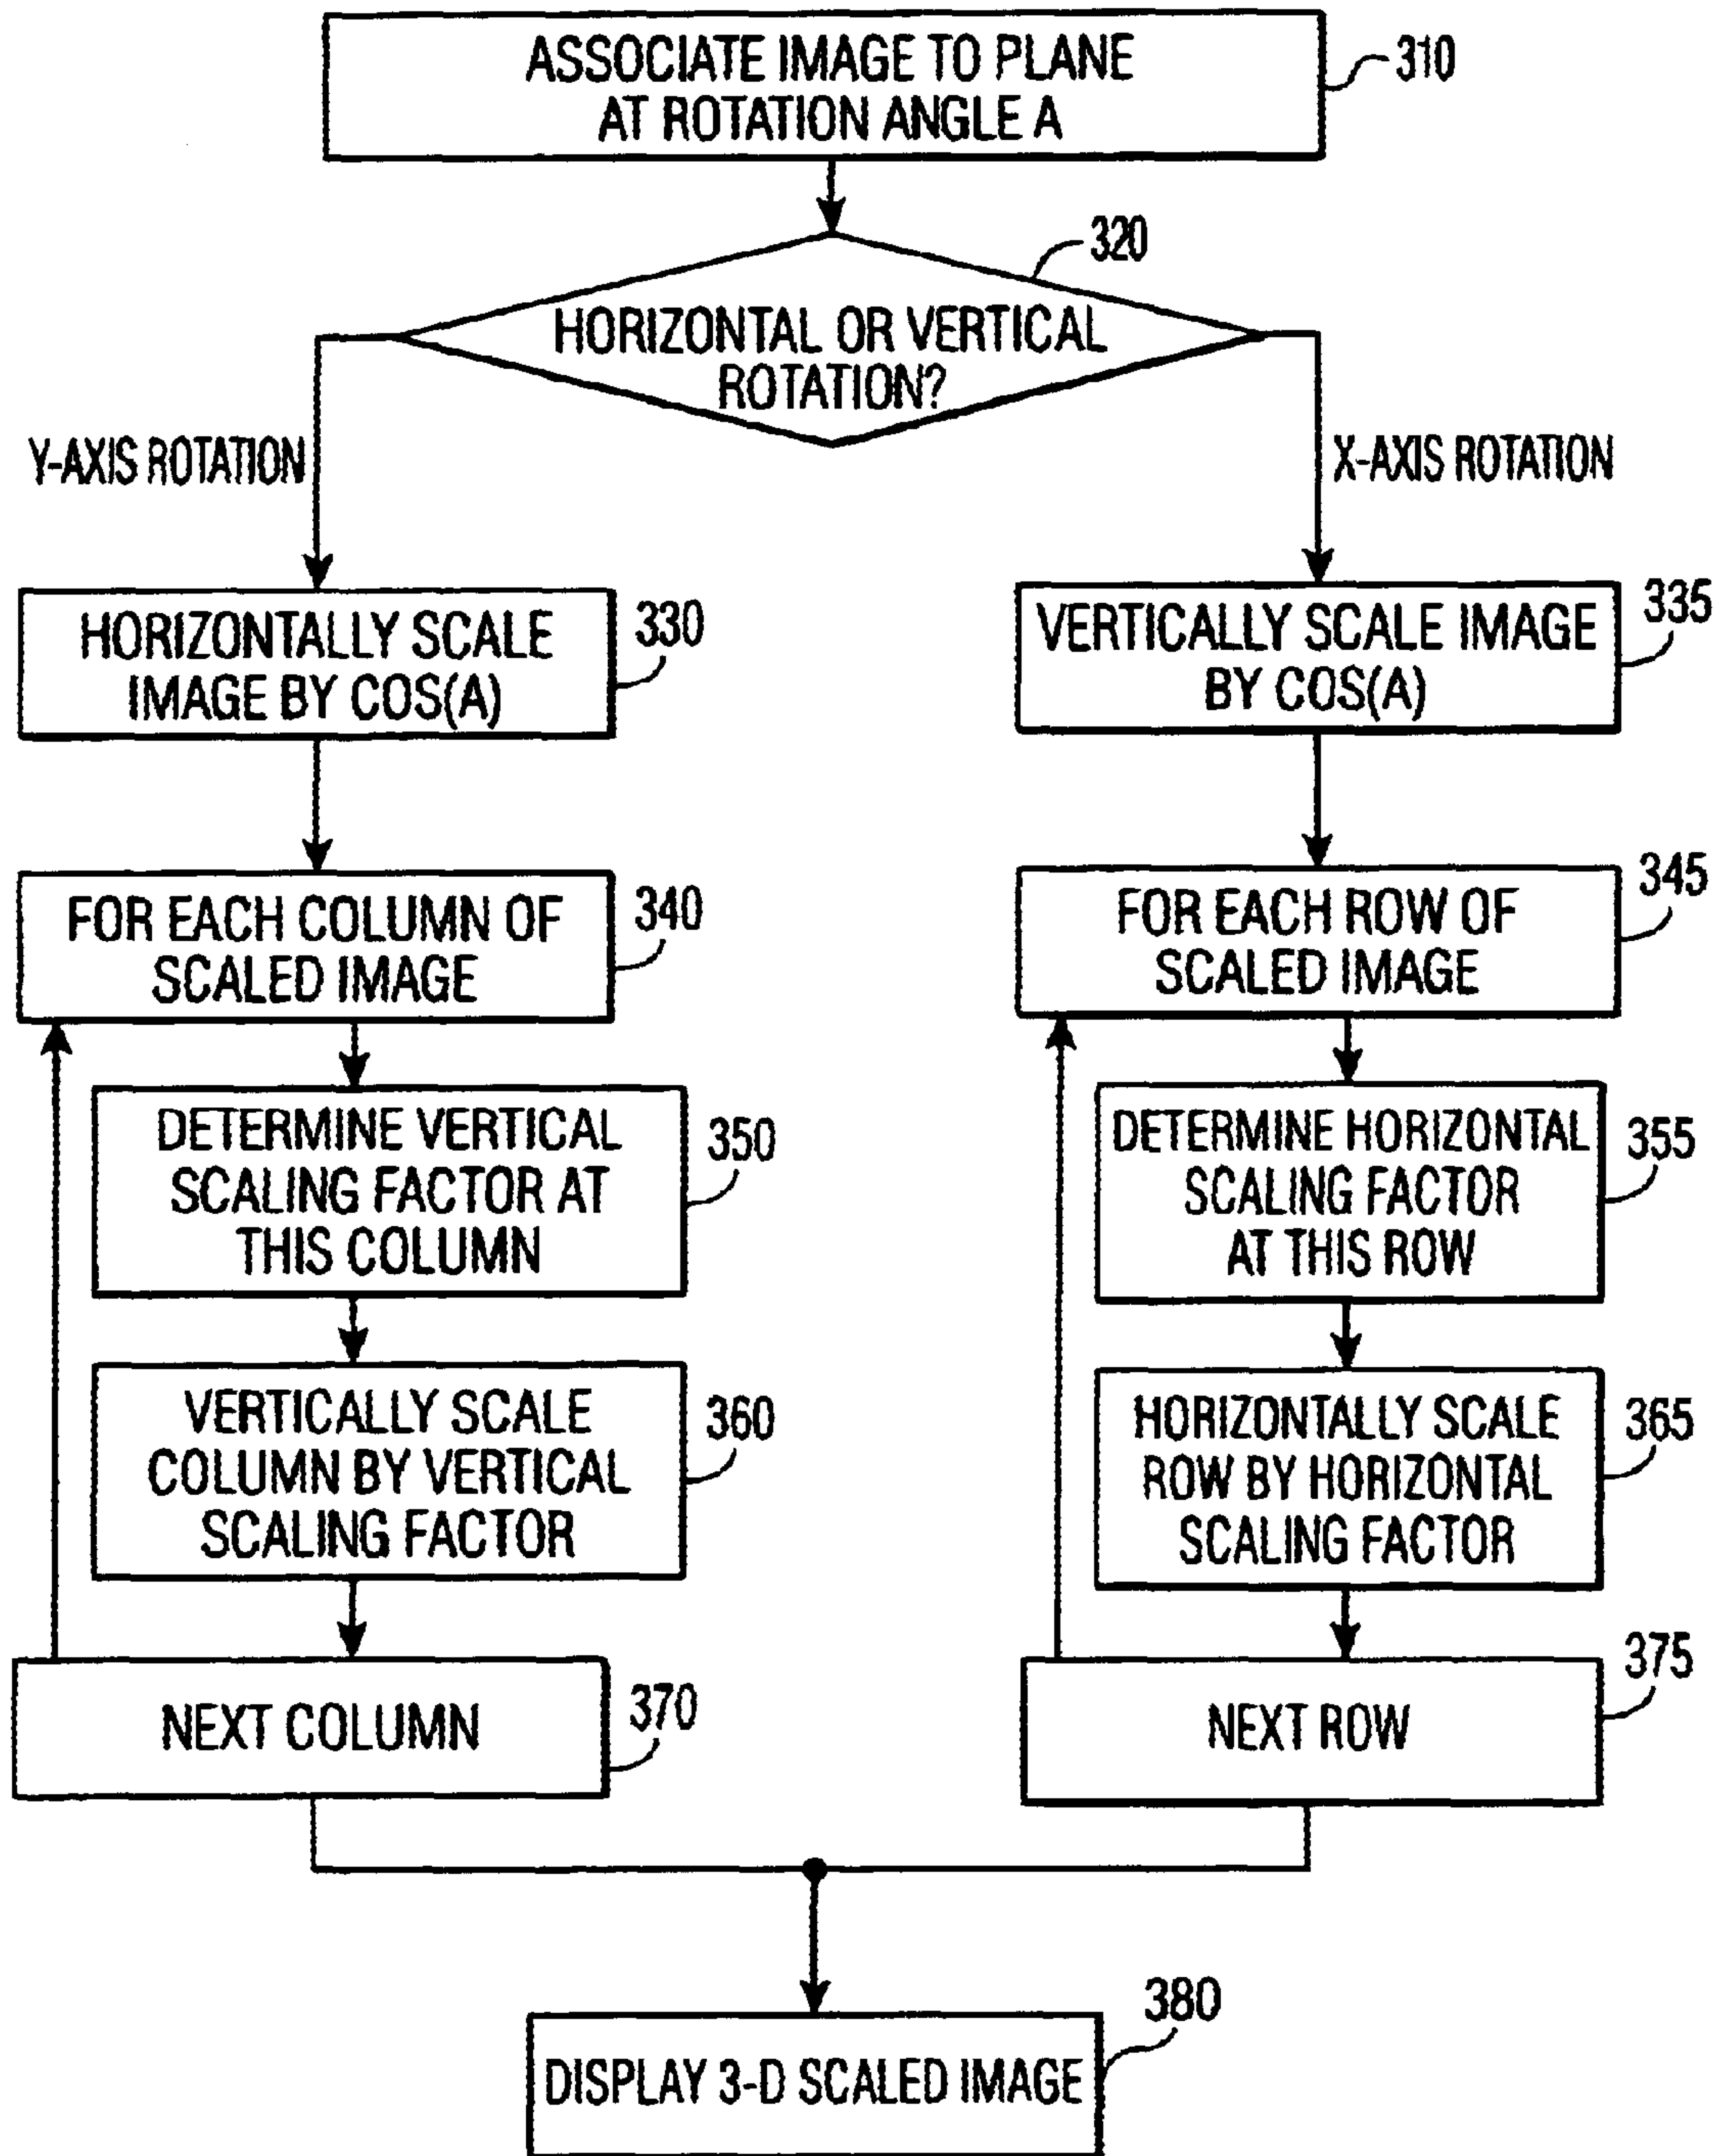 ASSOCIATE IMAGE TO PLANE
AT ROTATION ANGLE A
310
320
HORIZONTAL OR VERTICAL
ROTATION?
Y-AXIS ROTATION
X-AXIS ROTATION
HORIZONTALLY SCALE
IMAGE BY COS(A)
330
VERTICALLY SCALE IMAGE
BY COS(A)
335
FOR EACH COLUMN OF
SCALED IMAGE
340
FOR EACH ROW OF
SCALED IMAGE
345
DETERMINE VERTICAL
SCALING FACTOR AT
THIS COLUMN
350
DETERMINE HORIZONTAL
SCALING FACTOR
AT THIS ROW
355
VERTICALLY SCALE
COLUMN BY VERTICAL
SCALING FACTOR
360
HORIZONTALLY SCALE
ROW BY HORIZONTAL
SCALING FACTOR
365
NEXT COLUMN
370
NEXT ROW
375
DISPLAY 3-D SCALED IMAGE
380